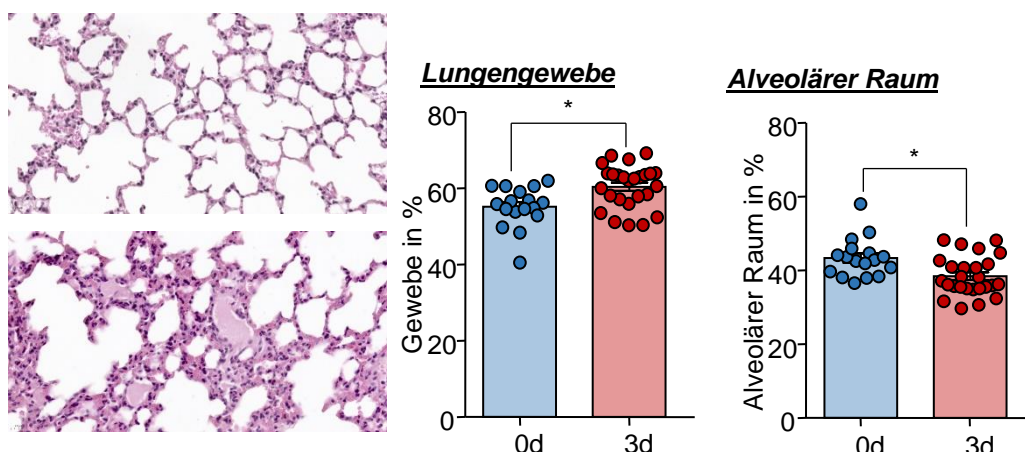 Lungengewebe
Gewebe in %
80
60
40
20
0
*
0d
3d
Alveolärer Raum
Alveolärer Raum in %
80
60
40
20
0
*
0d
3d